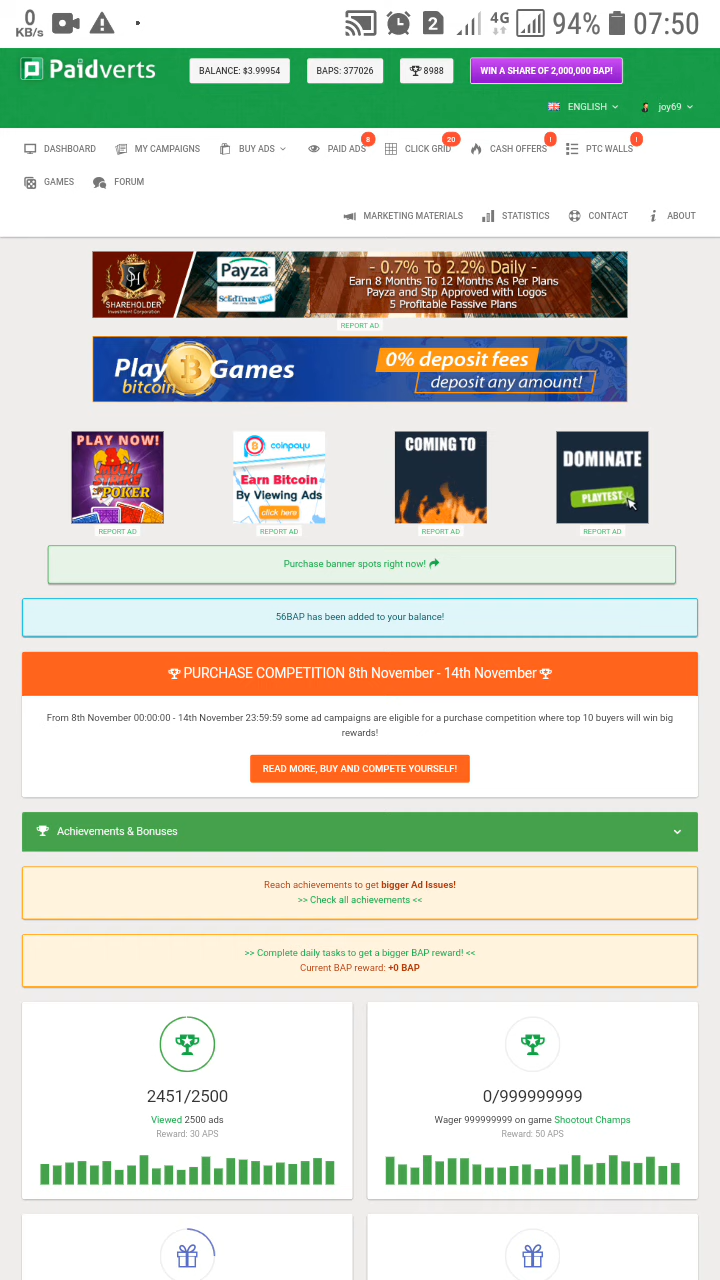 0
KB/s
2
4G
94%
07:50
Paidverts
BALANCE: $3.99954
BAPS: 377026
8988
WIN A SHARE OF 2,000,000 BAP!
ENGLISH
joy69
DASHBOARD
MY CAMPAIGNS
BUY ADS
PAID ADS
8
CLICK GRID
20
CASH OFFERS
!
PTC WALLS
!
GAMES
FORUM
MARKETING MATERIALS
STATISTICS
CONTACT
ABOUT
SH
SHAREHOLDER
Investment Corporation
Payza
SolidTrust Pay
- 0.7% To 2.2% Daily -
Earn 8 Months To 12 Months As Per Plans
Payza and Stp Approved with Logos
5 Profitable Passive Plans
REPORT AD
Play Games
bitcoin
0% deposit fees
deposit any amount!
PLAY NOW!
MULTI
STRIKE
POKER
REPORT AD
coinpayu
Earn Bitcoin
By Viewing Ads
click here
REPORT AD
COMING TO
REPORT AD
DOMINATE
PLAYTEST
REPORT AD
Purchase banner spots right now!
56BAP has been added to your balance!
PURCHASE COMPETITION 8th November - 14th November
From 8th November 00:00:00 - 14th November 23:59:59 some ad campaigns are eligible for a purchase competition where top 10 buyers will win big
rewards!
READ MORE, BUY AND COMPETE YOURSELF!
Achievements & Bonuses
Reach achievements to get bigger Ad Issues!
>> Check all achievements <<
>> Complete daily tasks to get a bigger BAP reward! <<
Current BAP reward: +0 BAP
2451/2500
Viewed 2500 ads
Reward: 30 APS
0/999999999
Wager 999999999 on game Shootout Champs
Reward: 50 APS